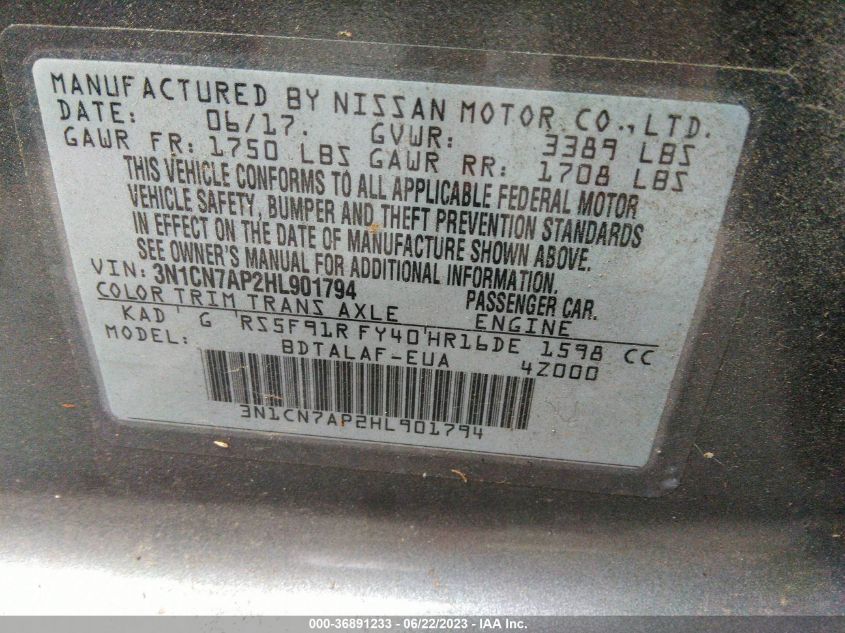 MANUFACTURED BY NISSAN MOTOR CO., LTD.
DATE: 06/17. GVWR: 3389 LBS
GAWR FR: 1750 LBS GAWR RR: 1708 LBS
THIS VEHICLE CONFORMS TO ALL APPLICABLE FEDERAL MOTOR
VEHICLE SAFETY, BUMPER AND THEFT PREVENTION STANDARDS
IN EFFECT ON THE DATE OF MANUFACTURE SHOWN ABOVE.
SEE OWNER'S MANUAL FOR ADDITIONAL INFORMATION.
VIN: 3N1CN7AP2HL901794 PASSENGER CAR.
COLOR TRIM TRANS AXLE ENGINE
KAD G RS5F91R FY40 HR16DE 1598 CC
MODEL: BDTALAF-EUA 4Z000
3N1CN7AP2HL901794
000-36891233 - 06/22/2023 - © IAA Inc.